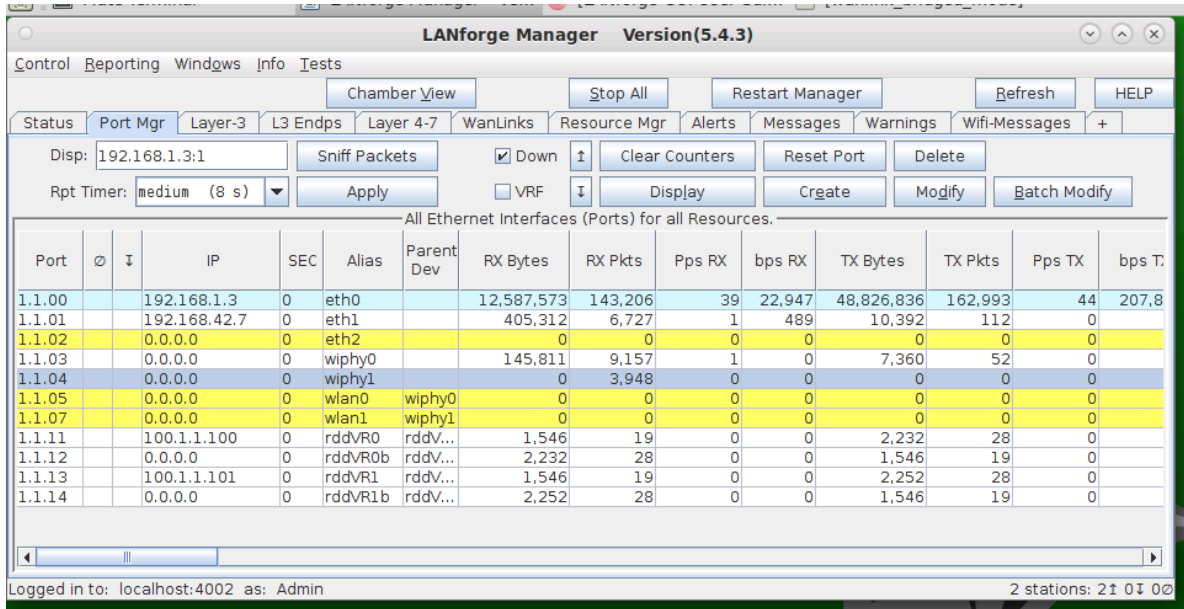 LANforge Manager Version(5.4.3)
Control Reporting Windows Info Tests
Chamber View Stop All Restart Manager Refresh HELP
Status Port Mgr Layer-3 L3 Endps Layer 4-7 WanLinks Resource Mgr Alerts Messages Warnings Wifi-Messages +
Disp: 192.168.1.3:1 Sniff Packets Down ↥ Clear Counters Reset Port Delete
Rpt Timer: medium (8 s) Apply VRF ↧ Display Create Modify Batch Modify
All Ethernet Interfaces (Ports) for all Resources.
Port ∅ ↧ IP SEC Alias Parent Dev RX Bytes RX Pkts Pps RX bps RX TX Bytes TX Pkts Pps TX bps T
1.1.00 192.168.1.3 0 eth0 12,587,573 143,206 39 22,947 48,826,836 162,993 44 207,8
1.1.01 192.168.42.7 0 eth1 405,312 6,727 1 489 10,392 112 0
1.1.02 0.0.0.0 0 eth2 0 0 0 0 0 0 0
1.1.03 0.0.0.0 0 wiphy0 145,811 9,157 1 0 7,360 52 0
1.1.04 0.0.0.0 0 wiphy1 0 3,948 0 0 0 0 0
1.1.05 0.0.0.0 0 wlan0 wiphy0 0 0 0 0 0 0 0
1.1.07 0.0.0.0 0 wlan1 wiphy1 0 0 0 0 0 0 0
1.1.11 100.1.1.100 0 rddVR0 rddV... 1,546 19 0 0 2,232 28 0
1.1.12 0.0.0.0 0 rddVR0b rddV... 2,232 28 0 0 1,546 19 0
1.1.13 100.1.1.101 0 rddVR1 rddV... 1,546 19 0 0 2,252 28 0
1.1.14 0.0.0.0 0 rddVR1b rddV... 2,252 28 0 0 1,546 19 0
Logged in to: localhost:4002 as: Admin 2 stations: 2↥ 0↧ 0∅